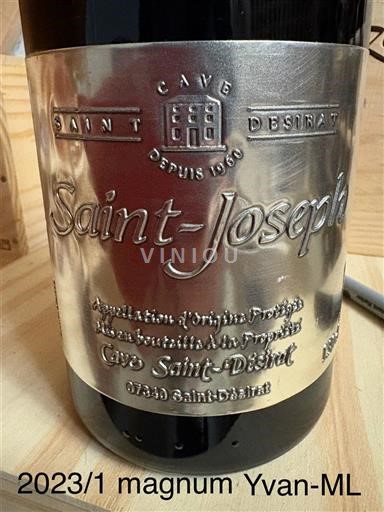 CAVE
SAINT DESIRAT
DEPUIS 1960
Saint-Joseph
VINIOU
Appellation d'Origine Protégée
Mis en bouteille à la Propriété
Cave Saint-Désirat
07340 Saint-Désirat
2023/1 magnum Yvan-ML